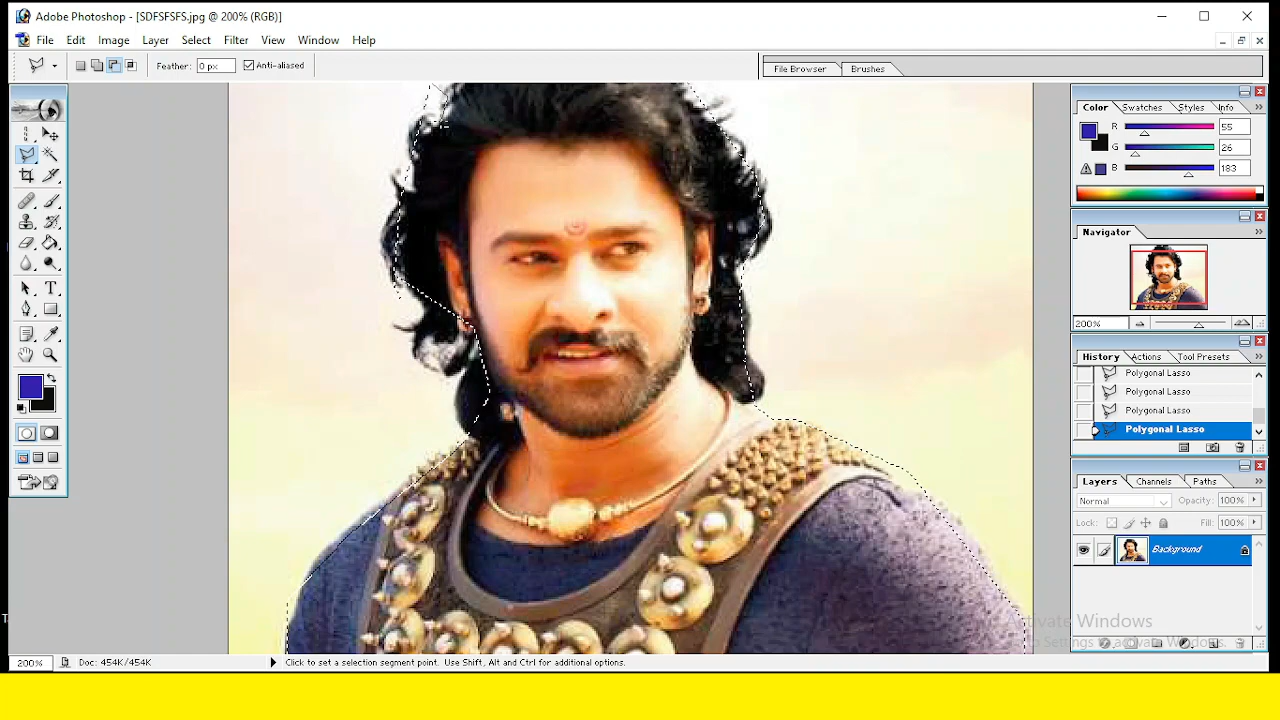 Adobe Photoshop - [SDFSFSFS.jpg @ 200% (RGB)]
File Edit Image Layer Select Filter View Window Help
Feather: 0 px Anti-aliased File Browser Brushes
Color Swatches Styles Info
R 55
G 26
B 183
Navigator
200%
History Actions Tool Presets
Polygonal Lasso
Polygonal Lasso
Polygonal Lasso
Polygonal Lasso
Layers Channels Paths
Normal Opacity: 100%
Lock: Fill: 100%
Background
Activate Windows
200% Doc: 454K/454K Click to set a selection segment point. Use Shift, Alt and Ctrl for additional options.